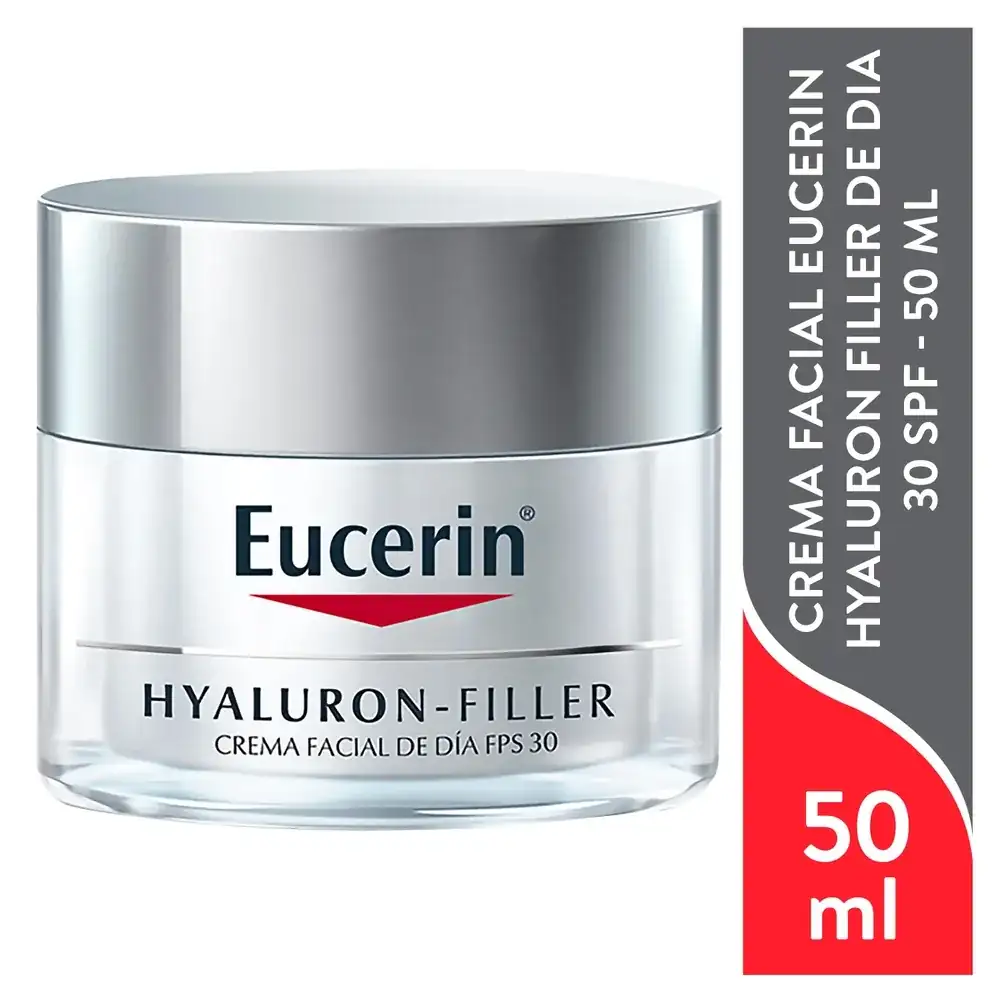 Eucerin®
HYALURON-FILLER
CREMA FACIAL DE DÍA FPS 30
CREMA FACIAL EUCERIN
HYALURON FILLER DE DIA
30 SPF - 50 ML
50
ml